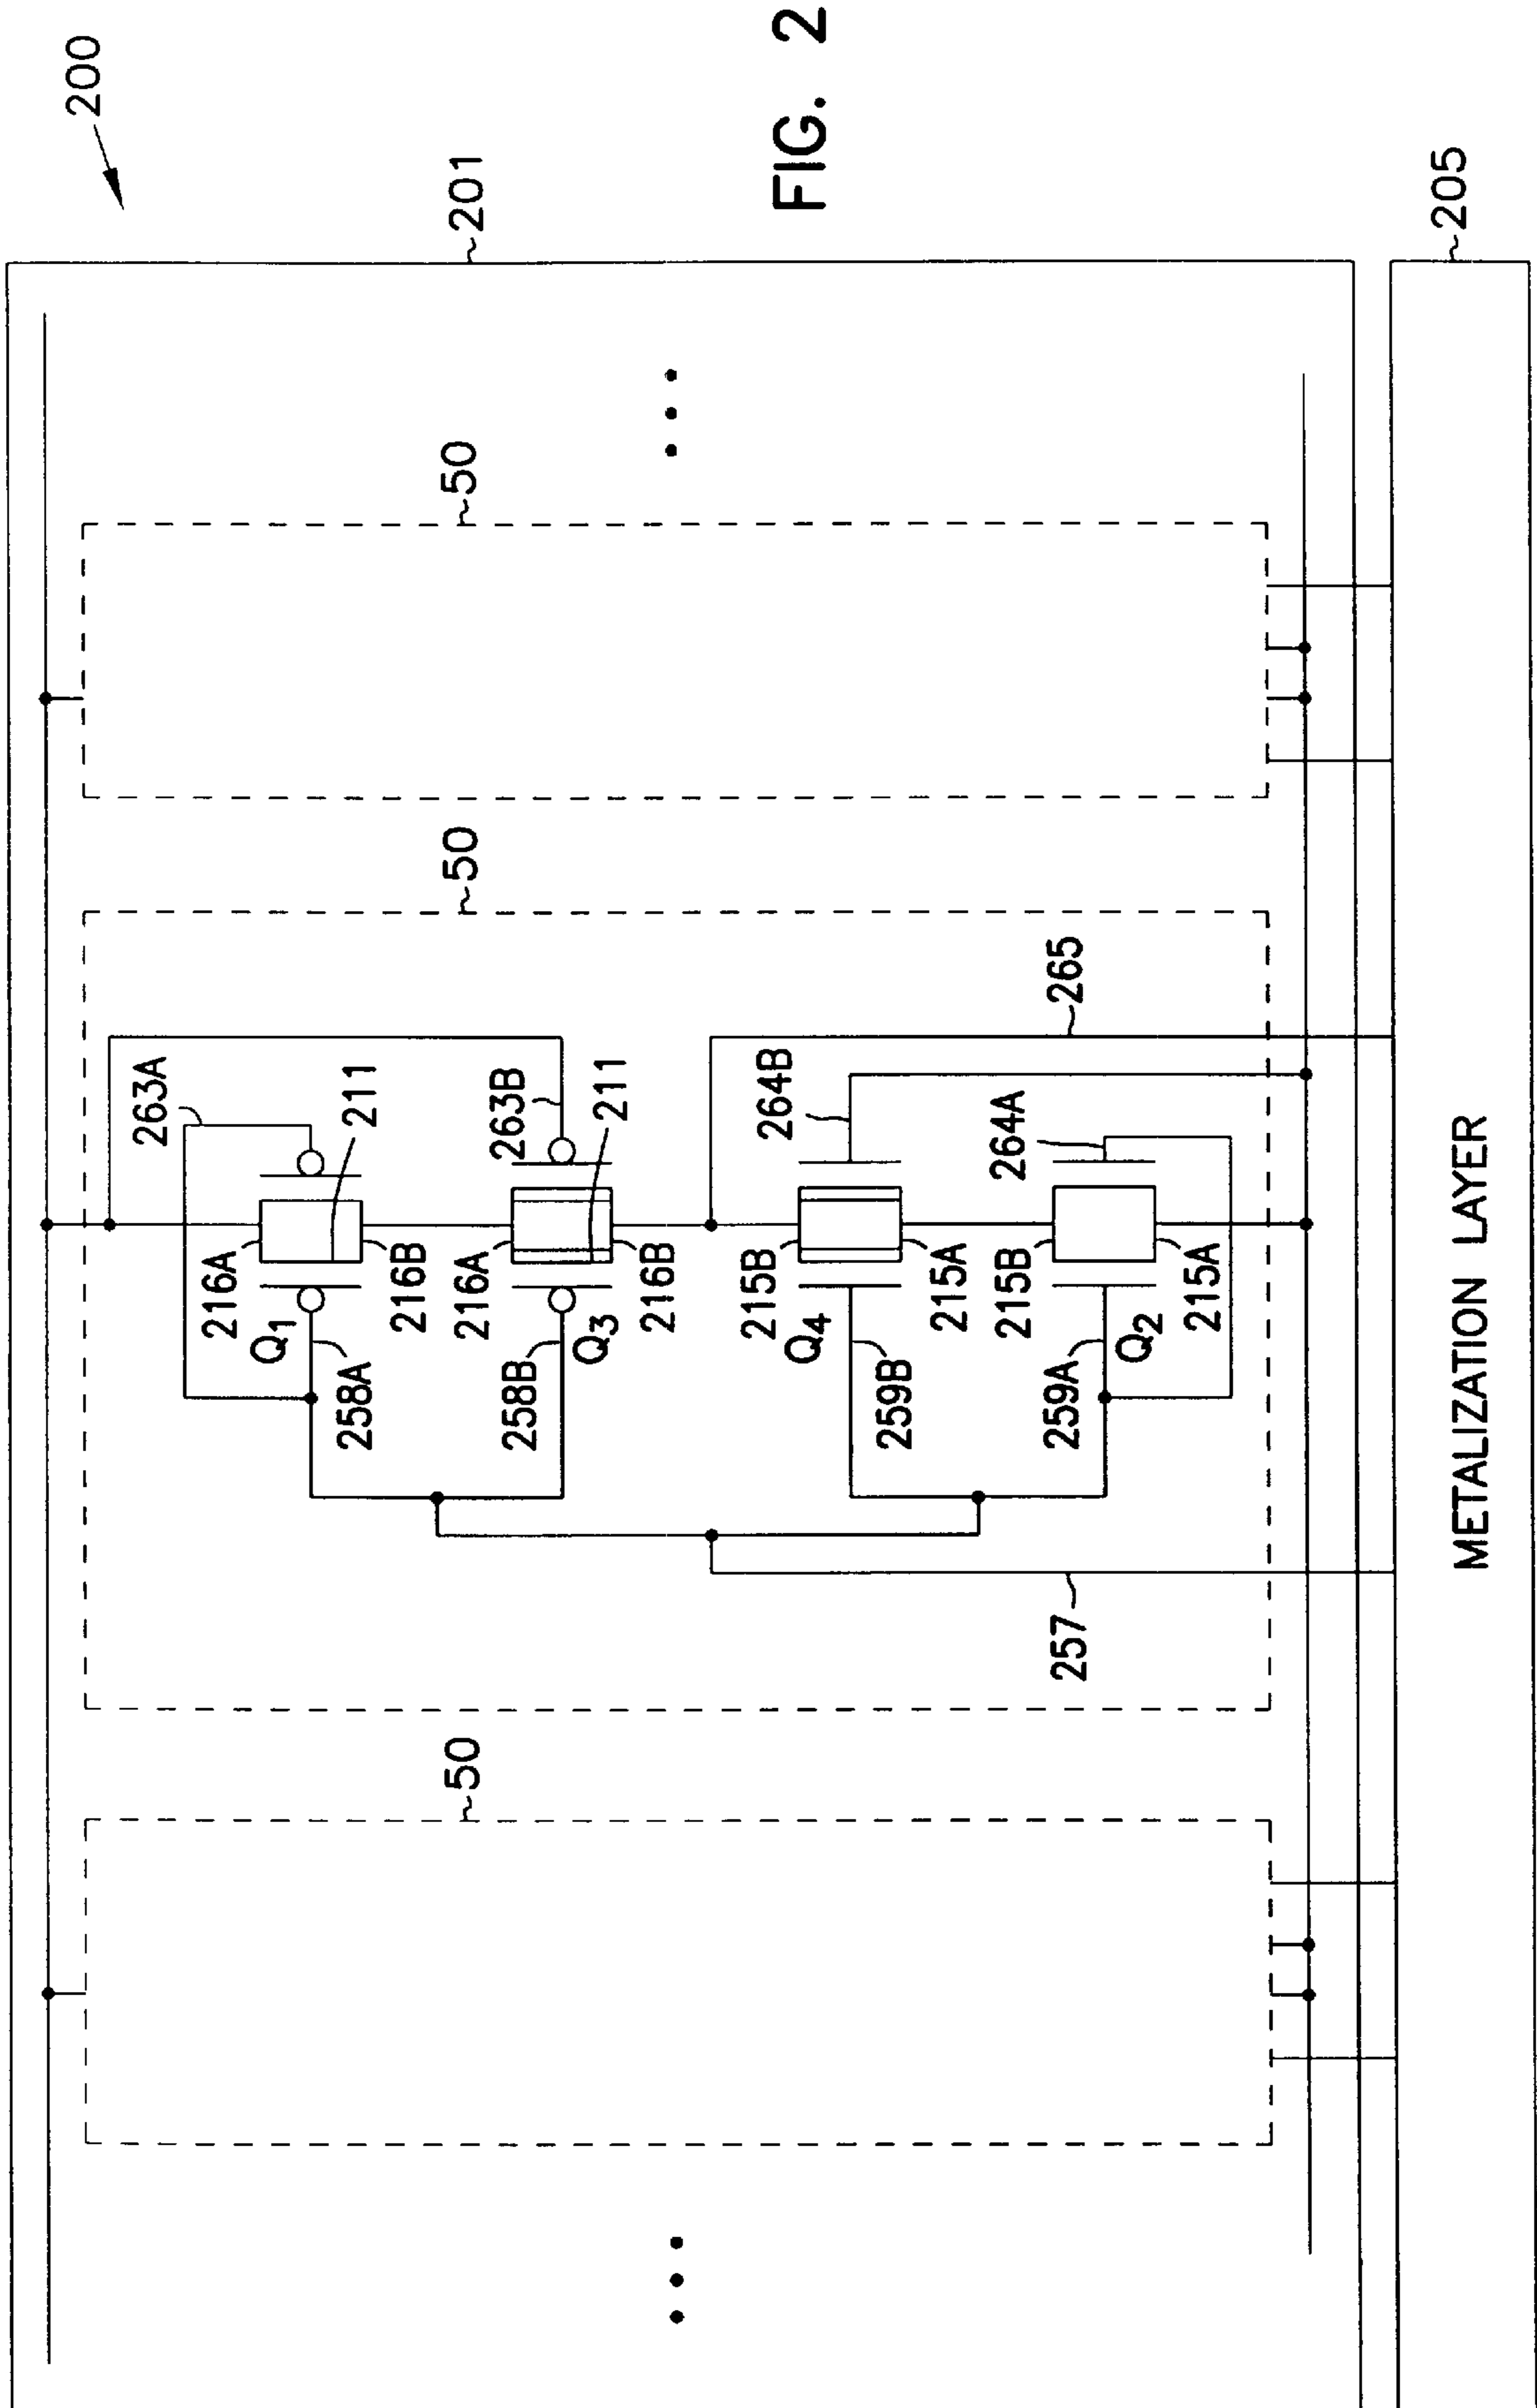 200
201
50
50
50
263A
211
216A
Q1
258A
216B
263B
211
216A
258B
Q3
216B
265
264B
215B
Q4
259B
215A
264A
215B
259A
Q2
215A
257
205
METALIZATION LAYER
FIG. 2